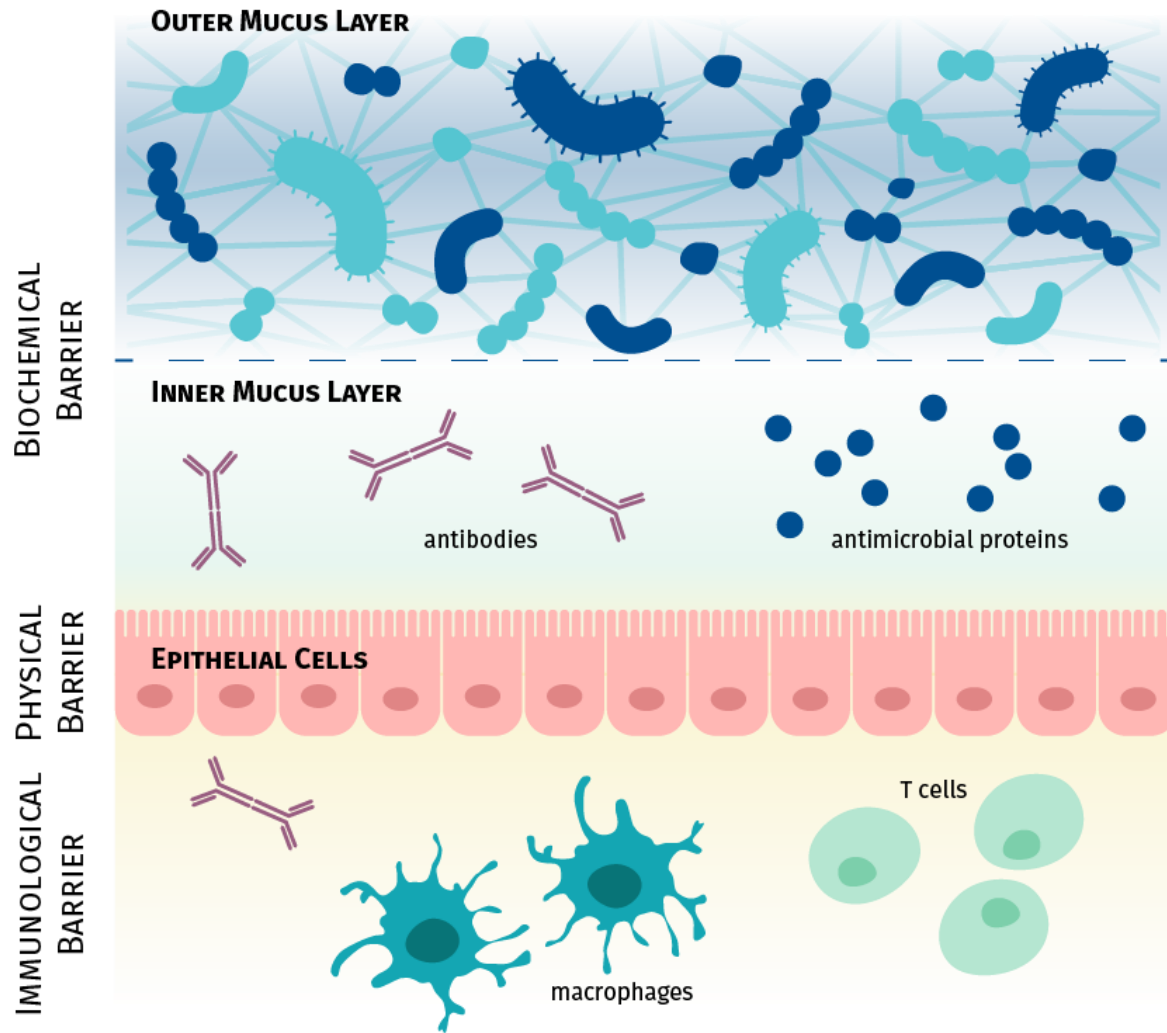 OUTER MUCUS LAYER
BIOCHEMICAL
BARRIER
INNER MUCUS LAYER
antibodies
antimicrobial proteins
PHYSICAL
BARRIER
EPITHELIAL CELLS
IMMUNOLOGICAL
BARRIER
T cells
macrophages